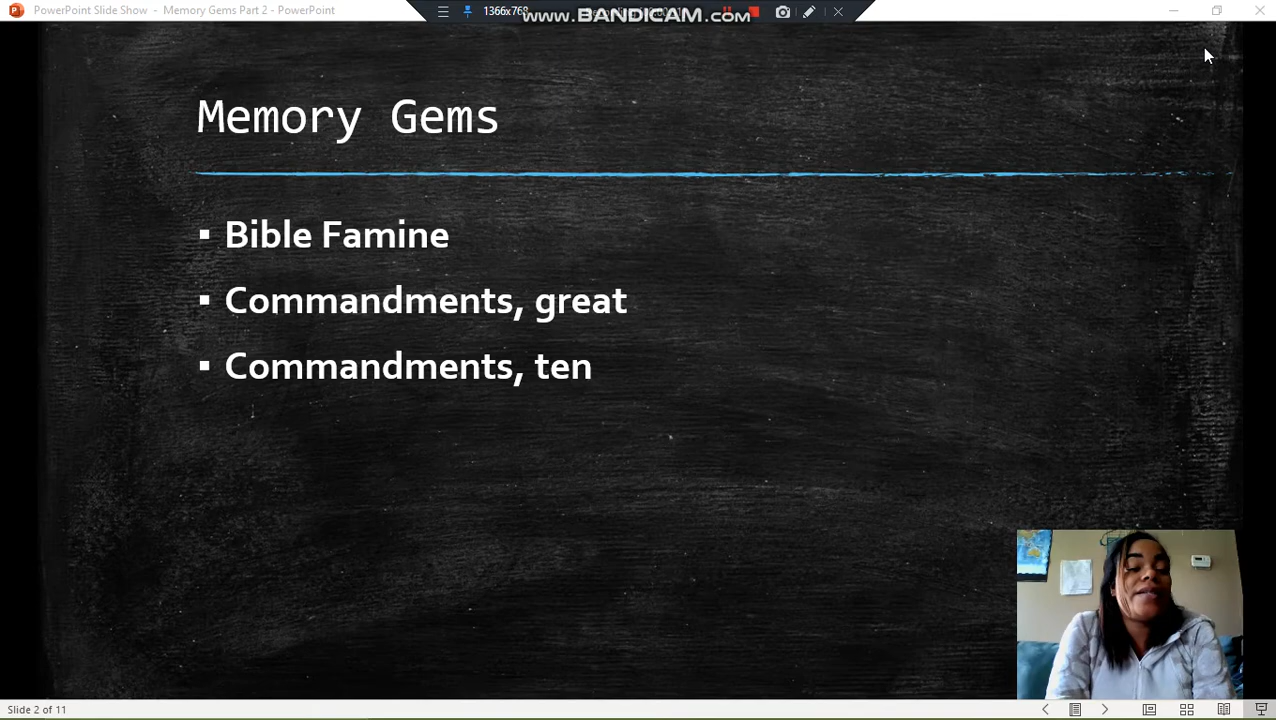 PowerPoint Slide Show - Memory Gems Part 2 - PowerPoint
1366x768
www.BANDICAM.com
Memory Gems
▪ Bible Famine
▪ Commandments, great
▪ Commandments, ten
Slide 2 of 11